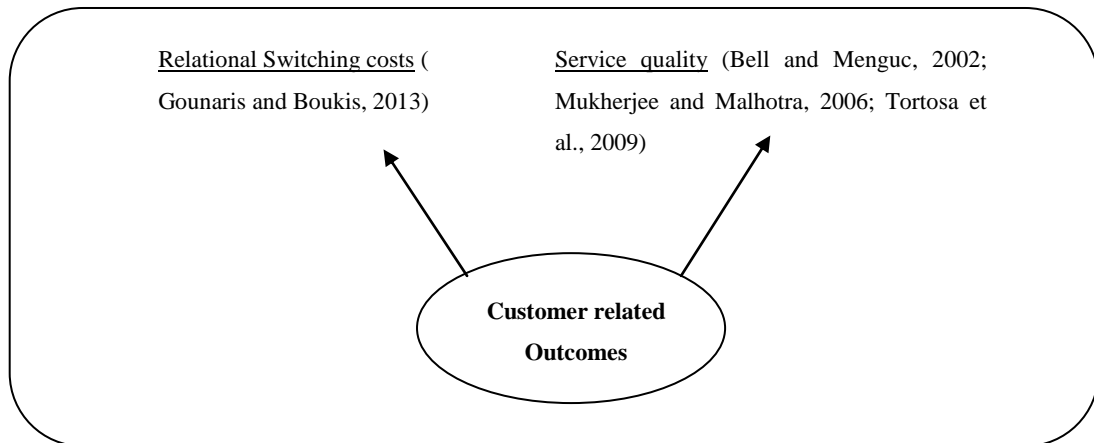 Relational Switching costs (
Gounaris and Boukis, 2013)
Service quality (Bell and Menguc, 2002;
Mukherjee and Malhotra, 2006; Tortosa et
al., 2009)
Customer related
Outcomes